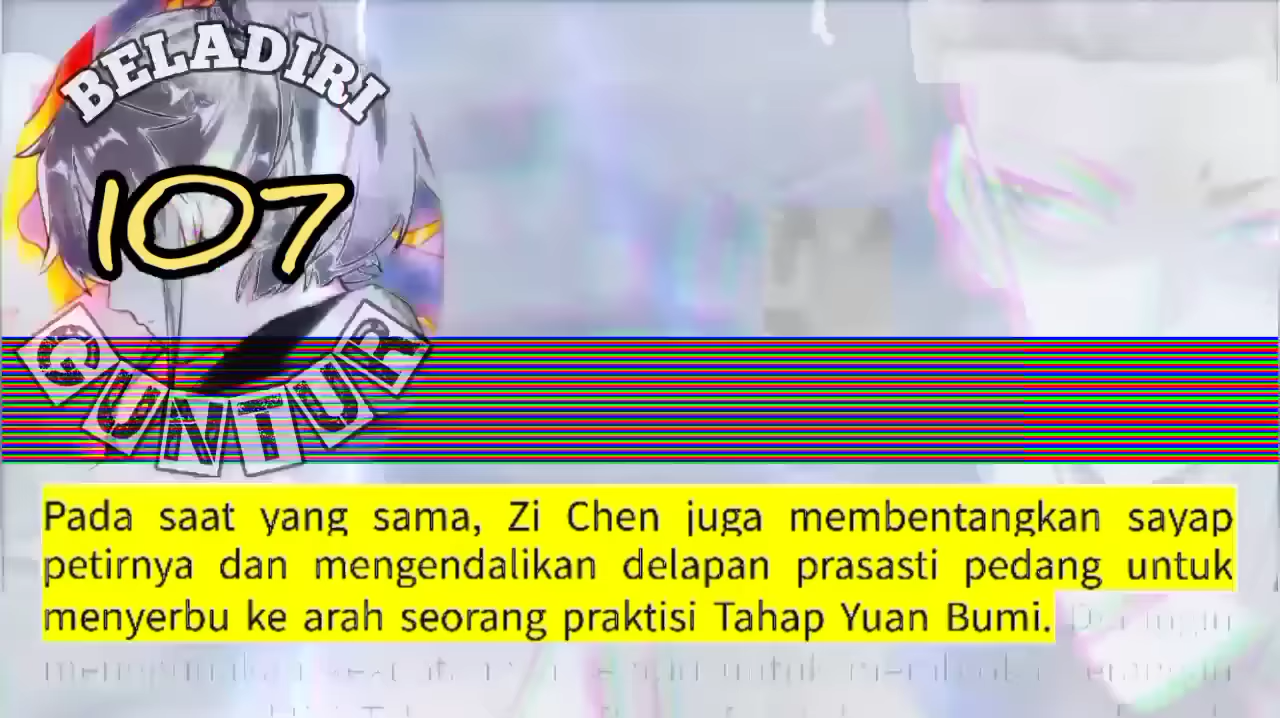 BELADIRI
107
GUNTUR
Pada saat yang sama, Zi Chen juga membentangkan sayap
petirnya dan mengendalikan delapan prasasti pedang untuk
menyerbu ke arah seorang praktisi Tahap Yuan Bumi.